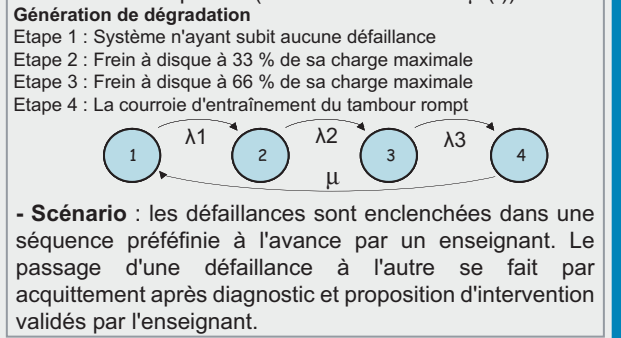 Génération de dégradation
Etape 1 : Système n'ayant subit aucune défaillance
Etape 2 : Frein à disque à 33 % de sa charge maximale
Etape 3 : Frein à disque à 66 % de sa charge maximale
Etape 4 : La courroie d'entraînement du tambour rompt
λ1 λ2 λ3
1 2 3 4
μ
- Scénario : les défaillances sont enclenchées dans une
séquence préféfinie à l'avance par un enseignant. Le
passage d'une défaillance à l'autre se fait par
acquittement après diagnostic et proposition d'intervention
validés par l'enseignant.